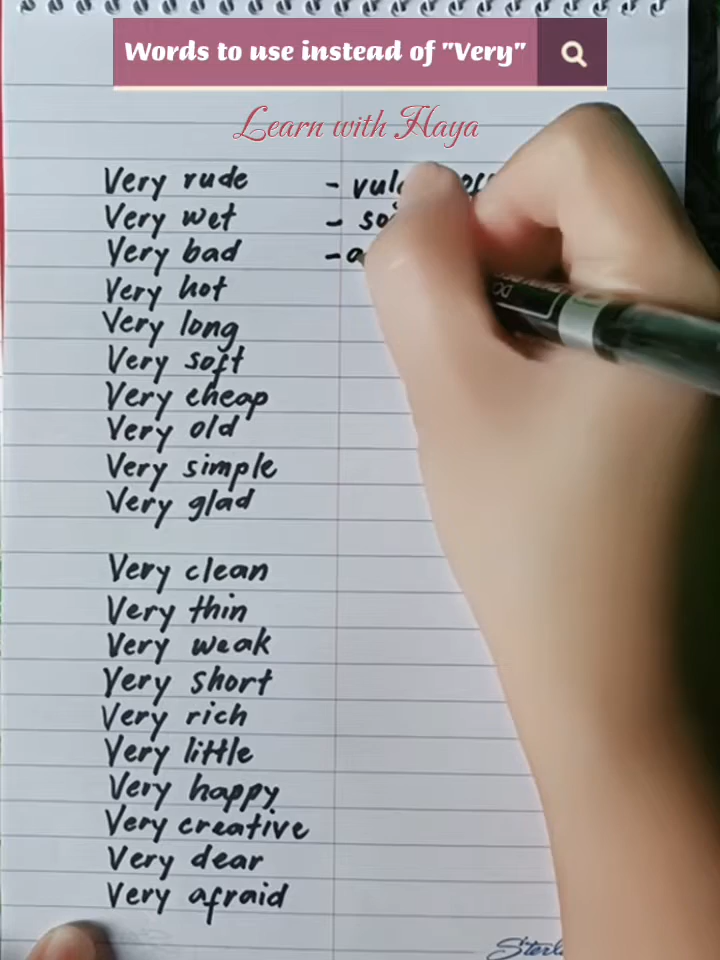 Words to use instead of "Very"
Learn with Haya
Very rude -
Very wet -
Very bad -
Very hot
Very long
Very soft
Very cheap
Very old
Very simple
Very glad
Very clean
Very thin
Very weak
Very short
Very rich
Very little
Very happy
Very creative
Very dear
Very afraid